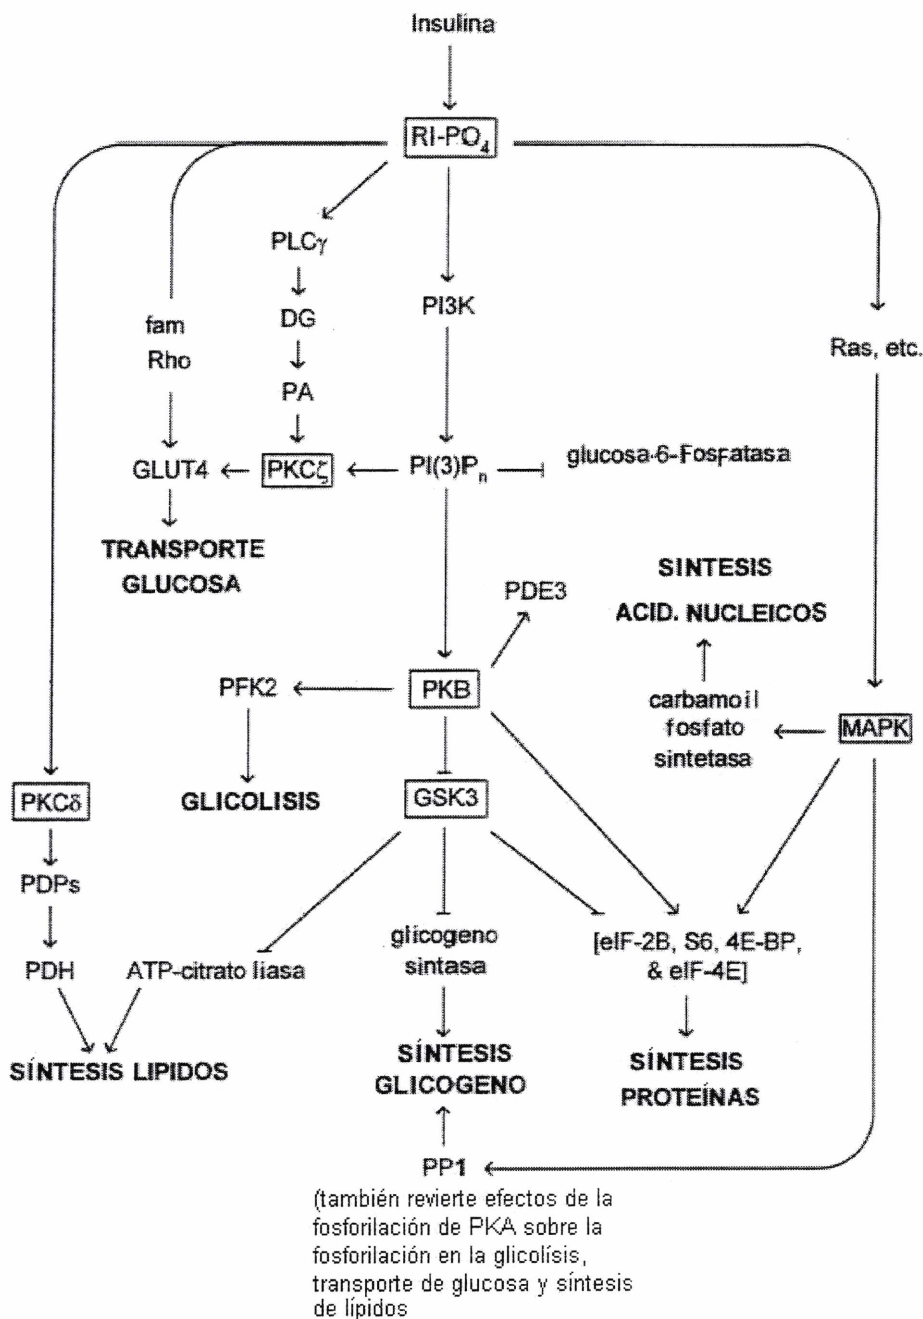 Insulína
RI-PO4
PLCγ
DG
PA
PI3K
fam
Rho
Ras, etc.
GLUT4
PKCζ
PI(3)Pn
glucosa-6-Fosfatasa
TRANSPORTE
GLUCOSA
PDE3
SINTESIS
ACID. NUCLEICOS
PFK2
PKB
carbamoil
fosfato
sintetasa
MAPK
PKCδ
GLICOLISIS
GSK3
PDPs
PDH
ATP-citrato liasa
glicogeno
sintasa
[eIF-2B, S6, 4E-BP,
& eIF-4E]
SÍNTESIS LIPIDOS
SÍNTESIS
GLICOGENO
SÍNTESIS
PROTEÍNAS
PP1
(también revierte efectos de la
fosforilación de PKA sobre la
fosforilación en la glicolísis,
transporte de glucosa y síntesis
de lípidos